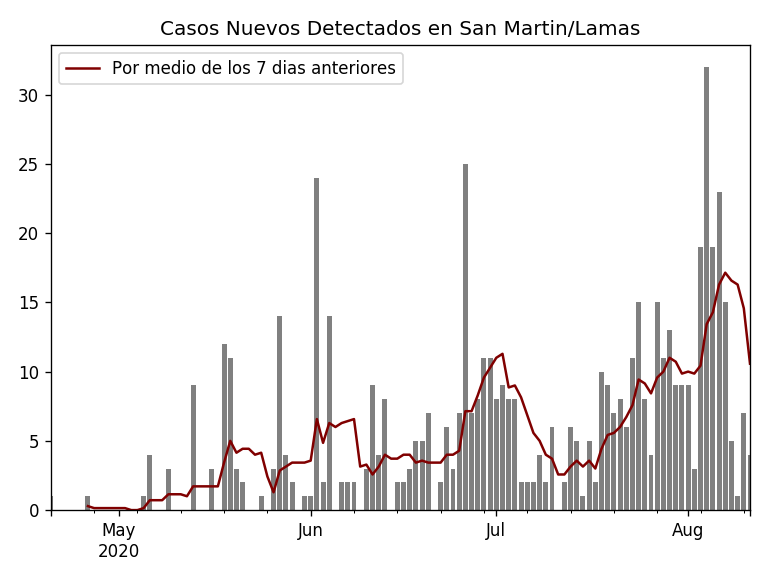 Casos Nuevos Detectados en San Martin/Lamas
Por medio de los 7 dias anteriores
30
25
20
15
10
5
0
May
2020
Jun
Jul
Aug